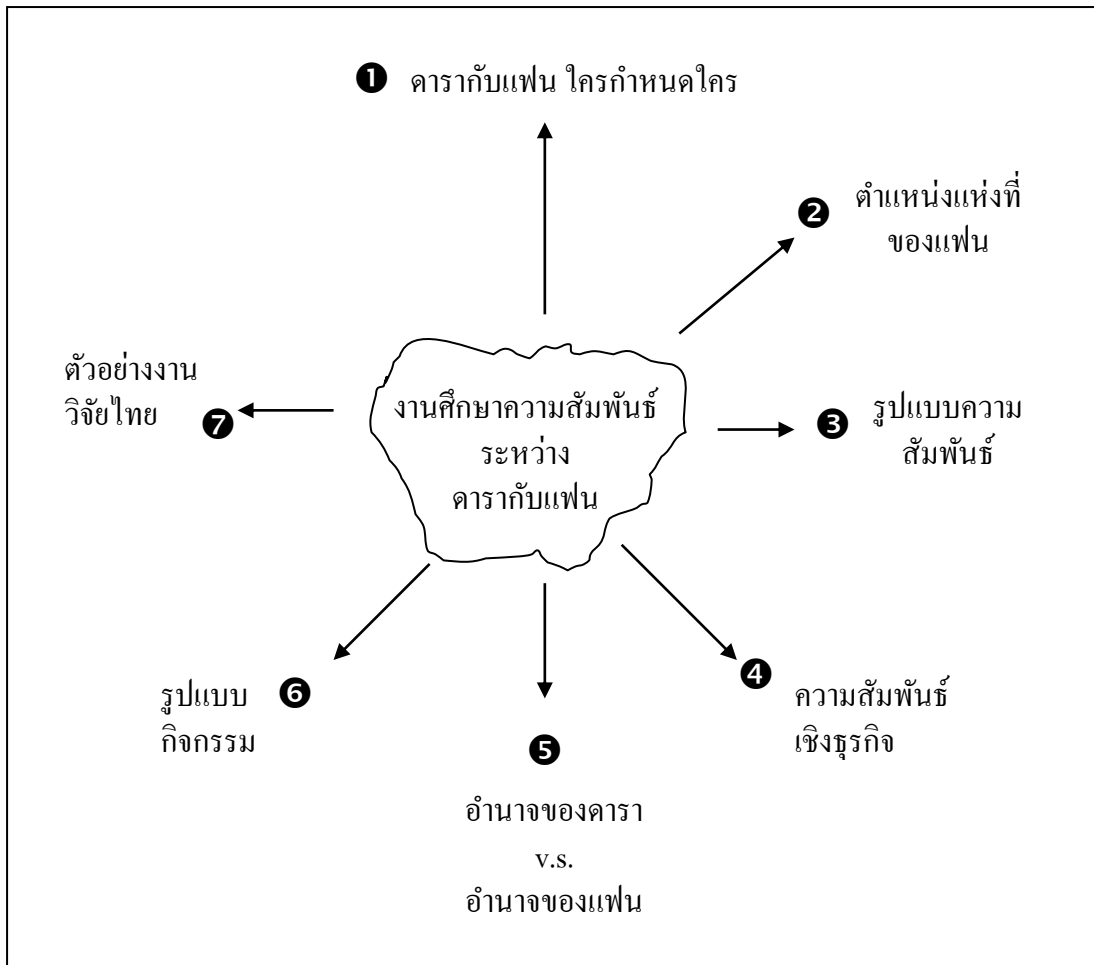 ❶ ดารากับแฟน ใครกำหนดใคร
❷ ตำแหน่งแห่งที่
ของแฟน
❸ รูปแบบความ
สัมพันธ์
❹ ความสัมพันธ์
เชิงธุรกิจ
❺
อำนาจของดารา
v.s.
อำนาจของแฟน
รูปแบบ ❻
กิจกรรม
ตัวอย่างงาน
วิจัยไทย ❼
งานศึกษาความสัมพันธ์
ระหว่าง
ดารากับแฟน